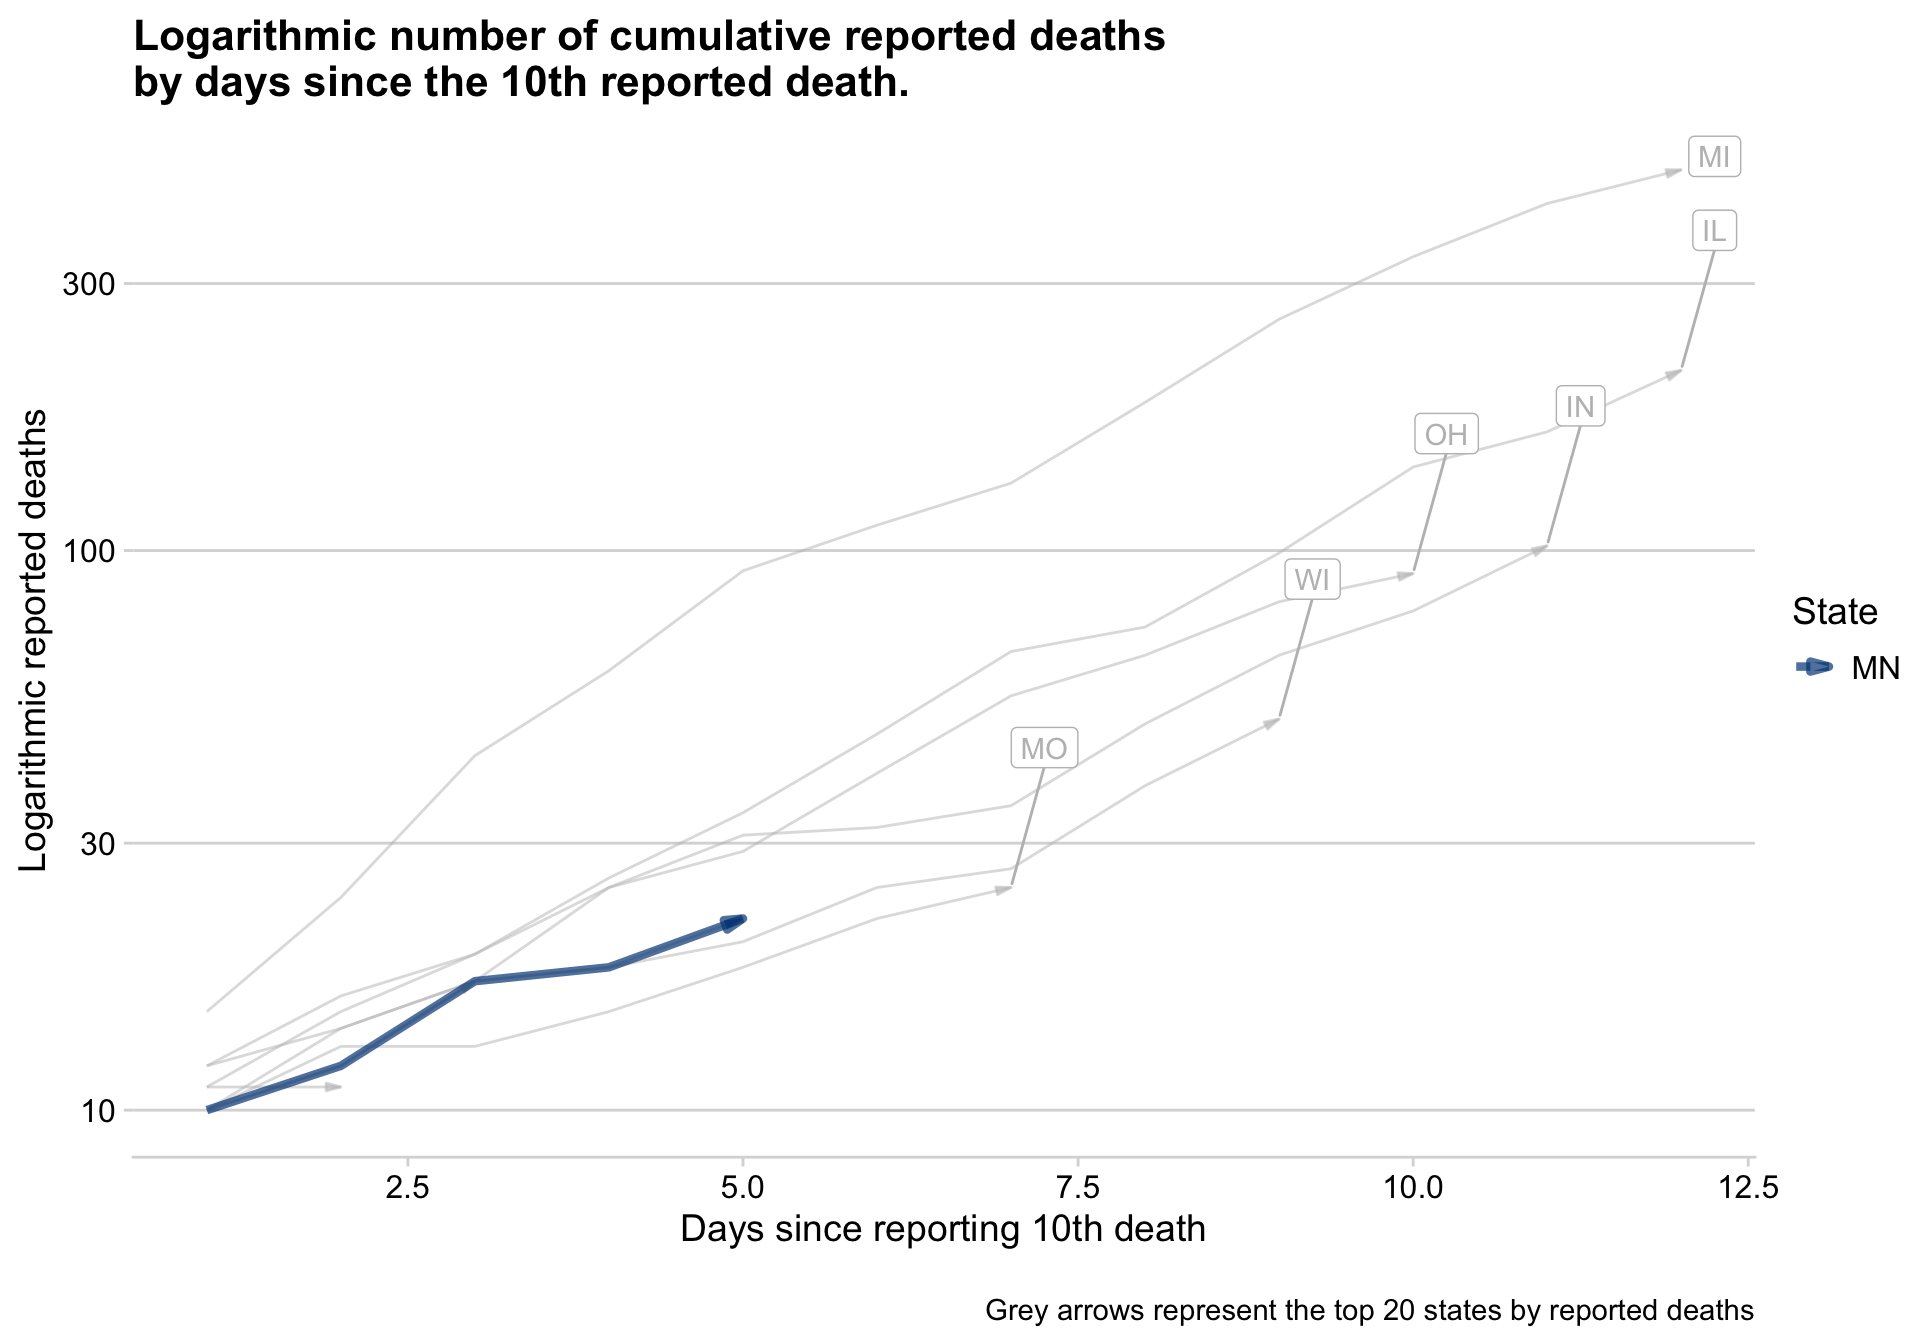 Logarithmic number of cumulative reported deaths
by days since the 10th reported death.
MI
IL
300
IN
OH
100
WI
MO
30
10
Logarithmic reported deaths
State
MN
2.5 5.0 7.5 10.0 12.5
Days since reporting 10th death
Grey arrows represent the top 20 states by reported deaths